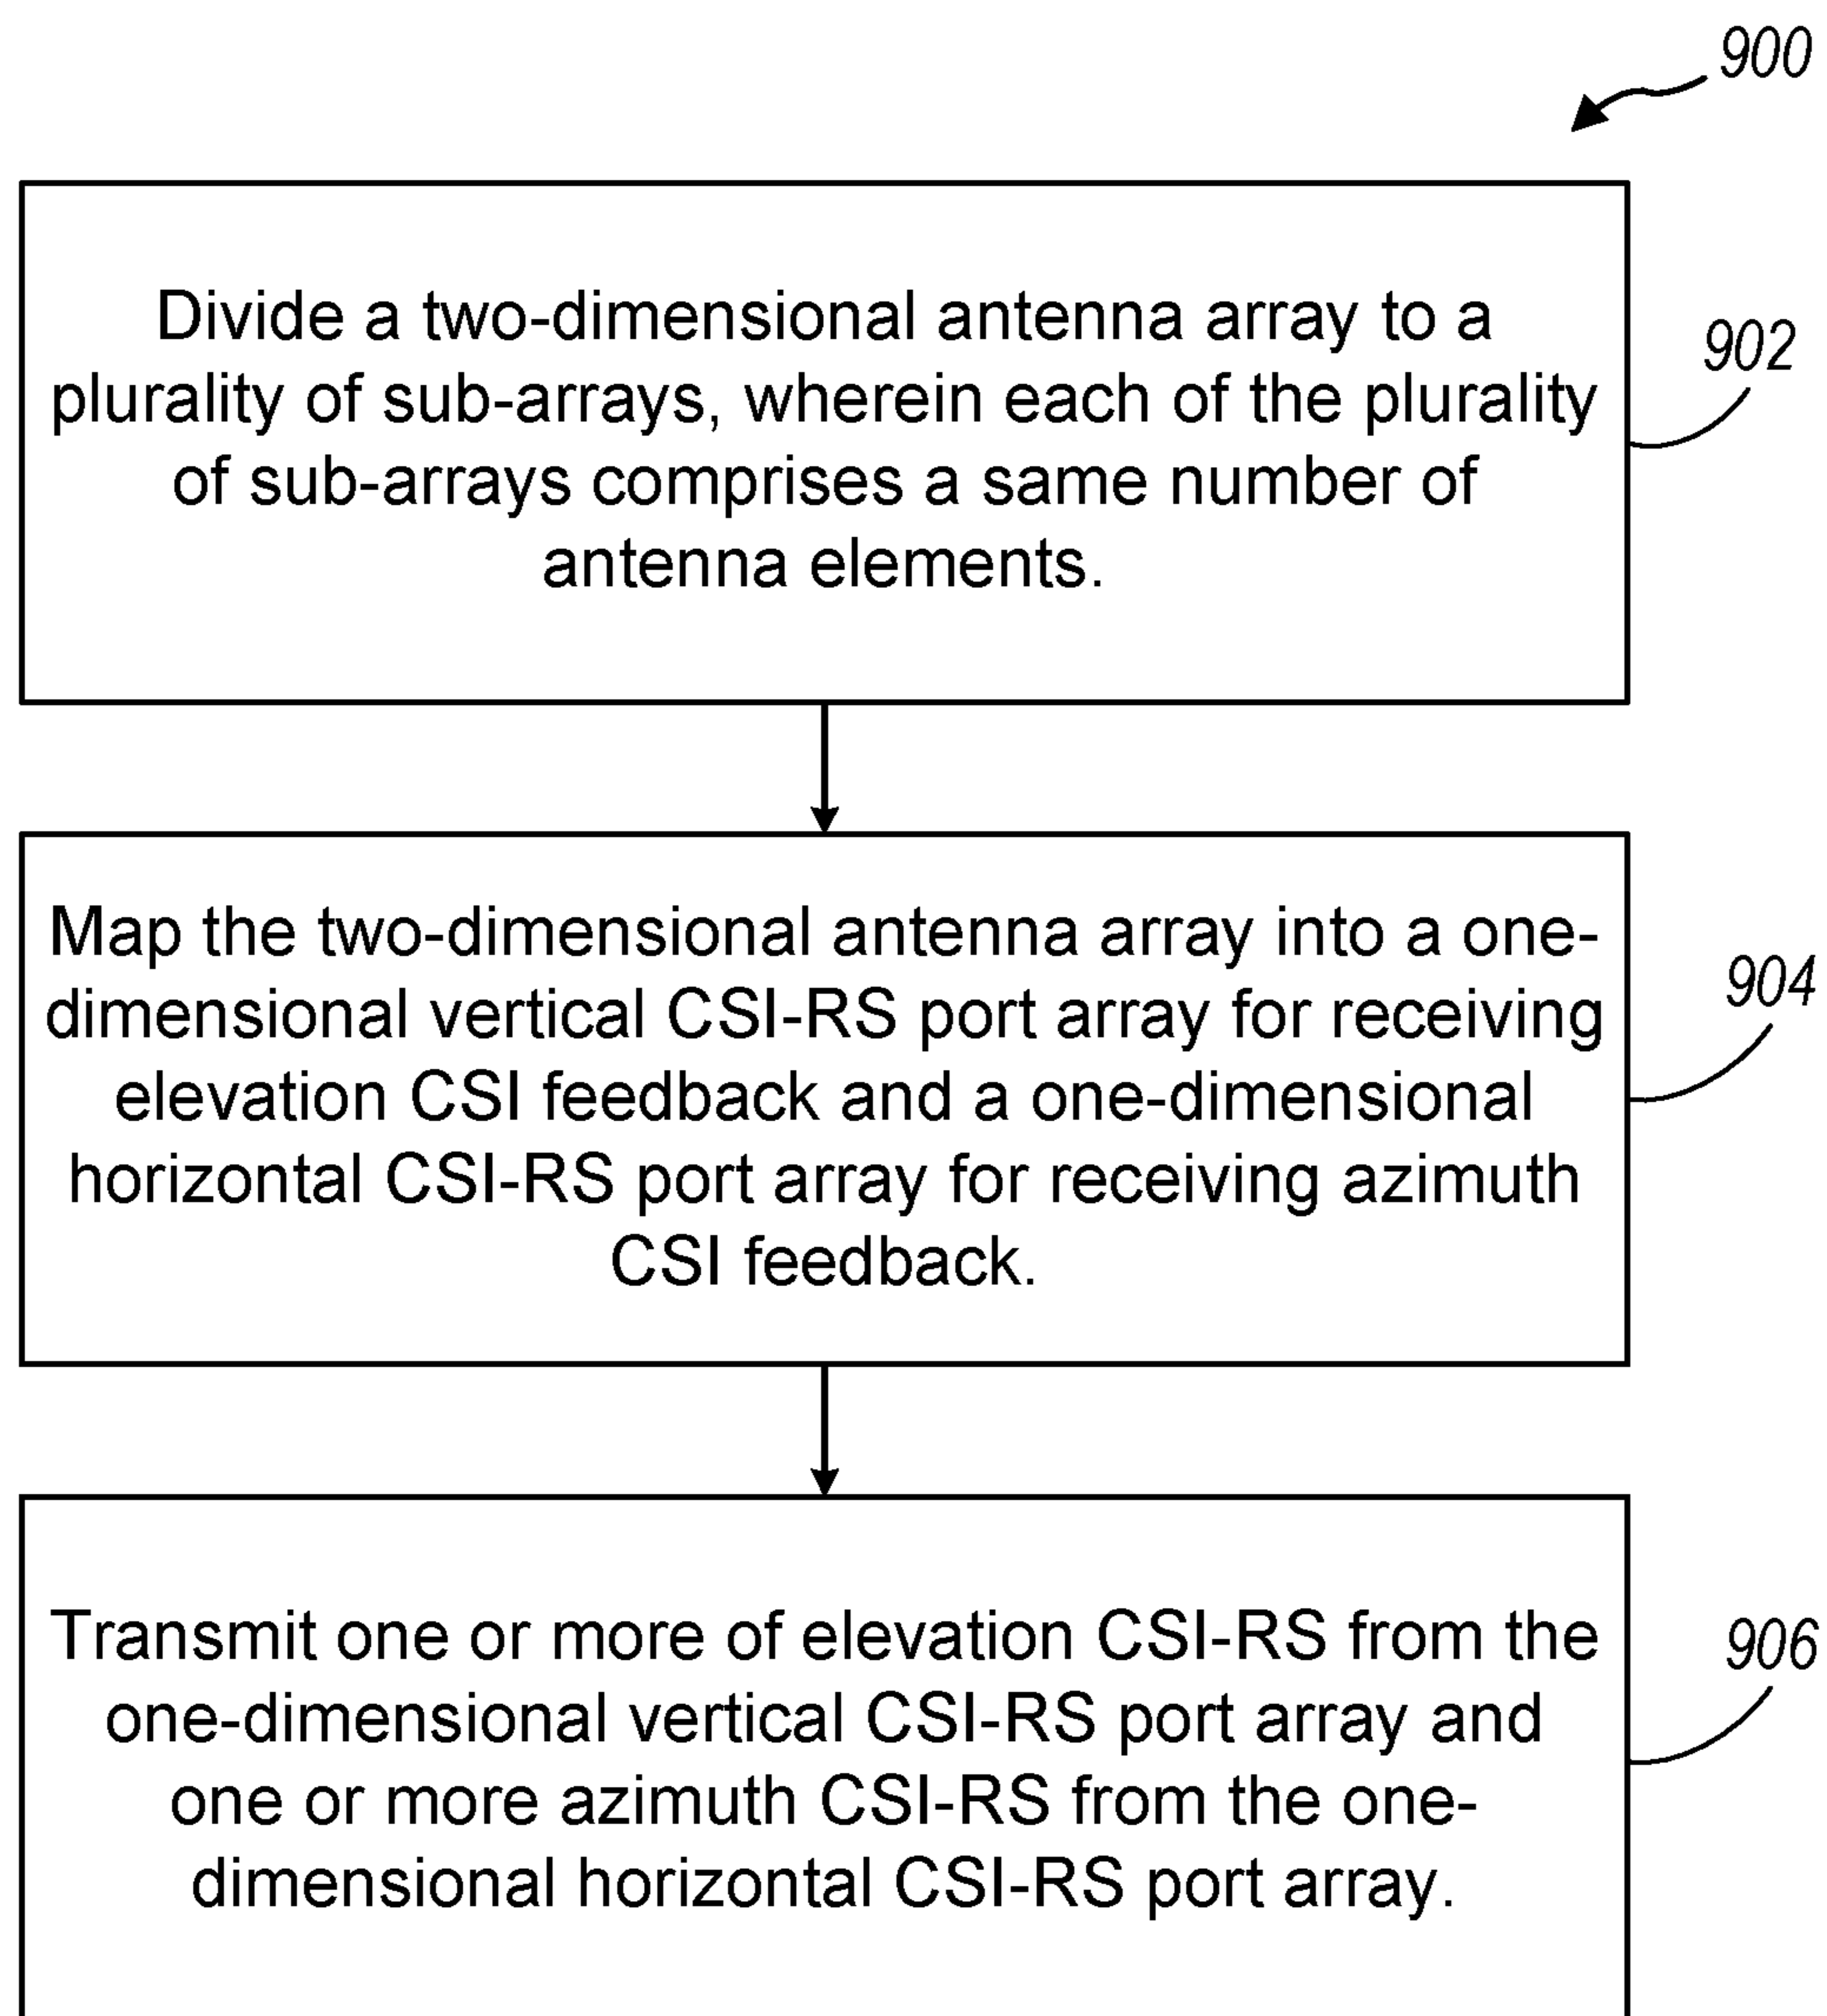 900
Divide a two-dimensional antenna array to a
plurality of sub-arrays, wherein each of the plurality
of sub-arrays comprises a same number of
antenna elements.
902
Map the two-dimensional antenna array into a one-
dimensional vertical CSI-RS port array for receiving
elevation CSI feedback and a one-dimensional
horizontal CSI-RS port array for receiving azimuth
CSI feedback.
904
Transmit one or more of elevation CSI-RS from the
one-dimensional vertical CSI-RS port array and
one or more azimuth CSI-RS from the one-
dimensional horizontal CSI-RS port array.
906